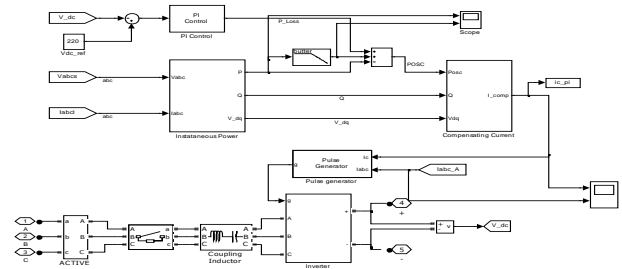 V_dc
PI
Control
PI Control
P_Loss
Scope
220
Vdc_ref
butter
POSC
Vabcs
abc
Vabc
P
Posc
Ic_pi
Q
Q
Q
I_comp
Iabcl
abc
Iabc
V_dq
V_dq
Vdq
Instataneous Power
Compensating Current
Pulse
Generator
B
Ic
Iabc
Iabc_A
Pulse generator
1
A
2
B
3
C
a
b
c
A
B
C
ACTIVE
A
B
C
a
b
c
A
B
C
A
B
C
Coupling
Inductor
B
A
B
C
+
-
Inverter
4
+
5
-
+
-
v
V_dc